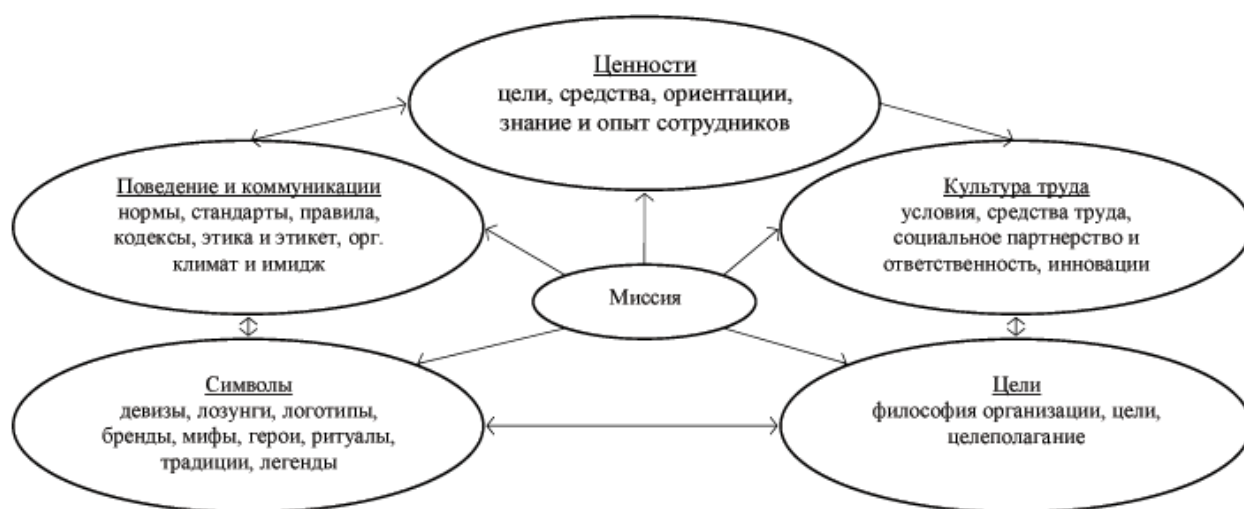 Ценности
цели, средства, ориентации,
знание и опыт сотрудников
Поведение и коммуникации
нормы, стандарты, правила,
кодексы, этика и этикет, орг.
климат и имидж
Культура труда
условия, средства труда,
социальное партнерство и
ответственность, инновации
Миссия
Символы
девизы, лозунги, логотипы,
бренды, мифы, герои, ритуалы,
традиции, легенды
Цели
философия организации, цели,
целеполагание